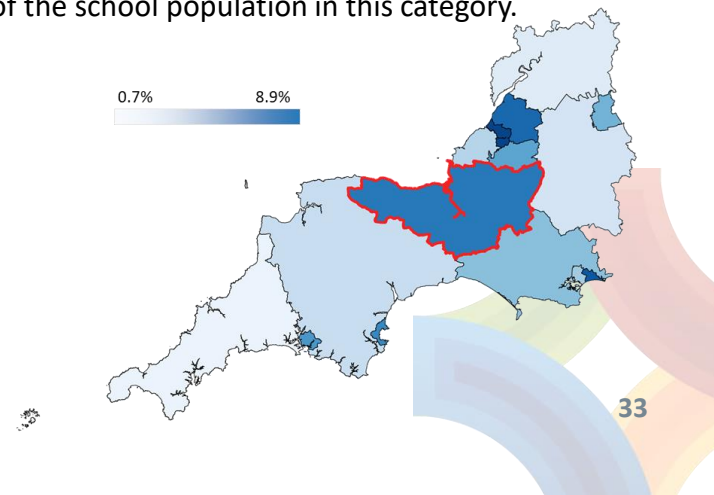 of the school population in this category.
0.7% 8.9%
33